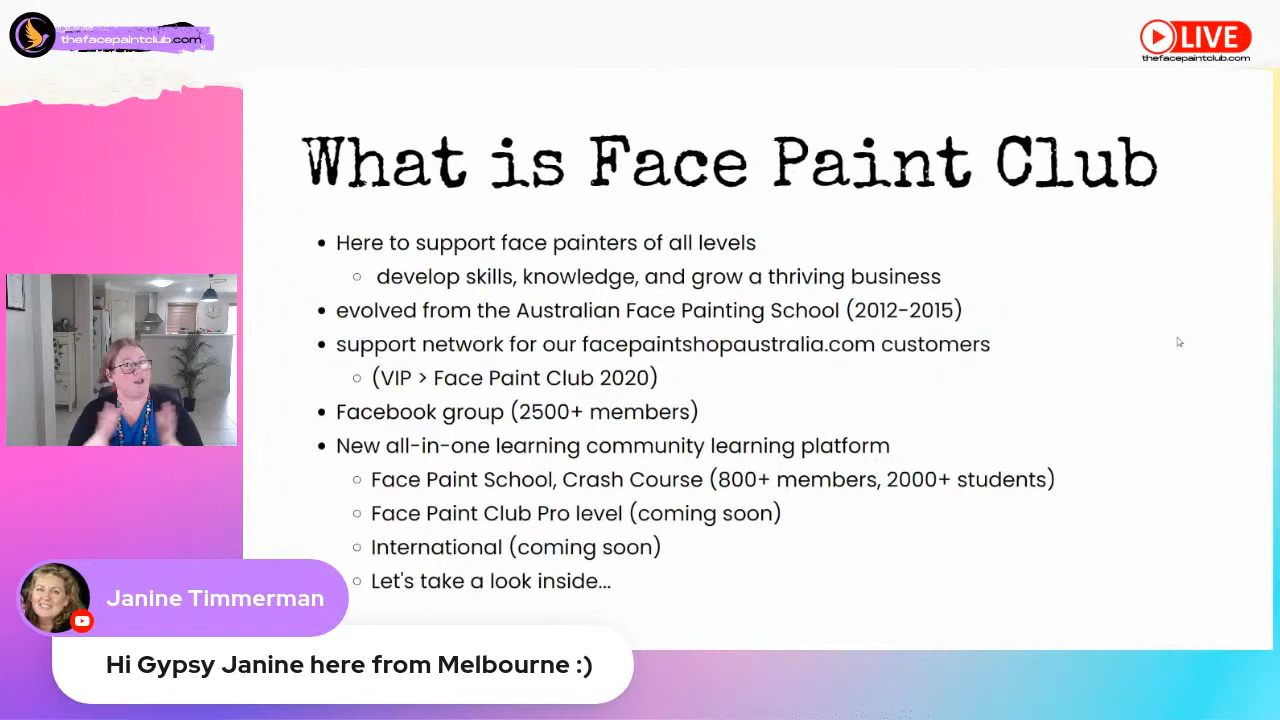 thefacepaintclub.com
LIVE
thefacepaintclub.com
What is Face Paint Club
• Here to support face painters of all levels
◦ develop skills, knowledge, and grow a thriving business
• evolved from the Australian Face Painting School (2012-2015)
• support network for our facepaintshopaustralia.com customers
◦ (VIP > Face Paint Club 2020)
• Facebook group (2500+ members)
• New all-in-one learning community learning platform
◦ Face Paint School, Crash Course (800+ members, 2000+ students)
◦ Face Paint Club Pro level (coming soon)
◦ International (coming soon)
◦ Let's take a look inside...
Janine Timmerman
Hi Gypsy Janine here from Melbourne :)